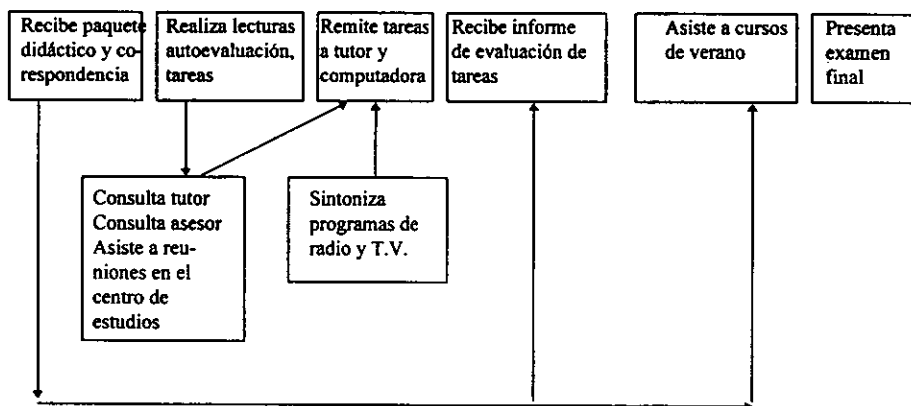 Recibe paquete
didáctico y co-
respondencia
Realiza lecturas
autoevaluación,
tareas
Remite tareas
a tutor y
computadora
Recibe informe
de evaluación de
tareas
Asiste a cursos
de verano
Presenta
examen
final
Consulta tutor
Consulta asesor
Asiste a reu-
niones en el
centro de
estudios
Sintoniza
programas de
radio y T.V.